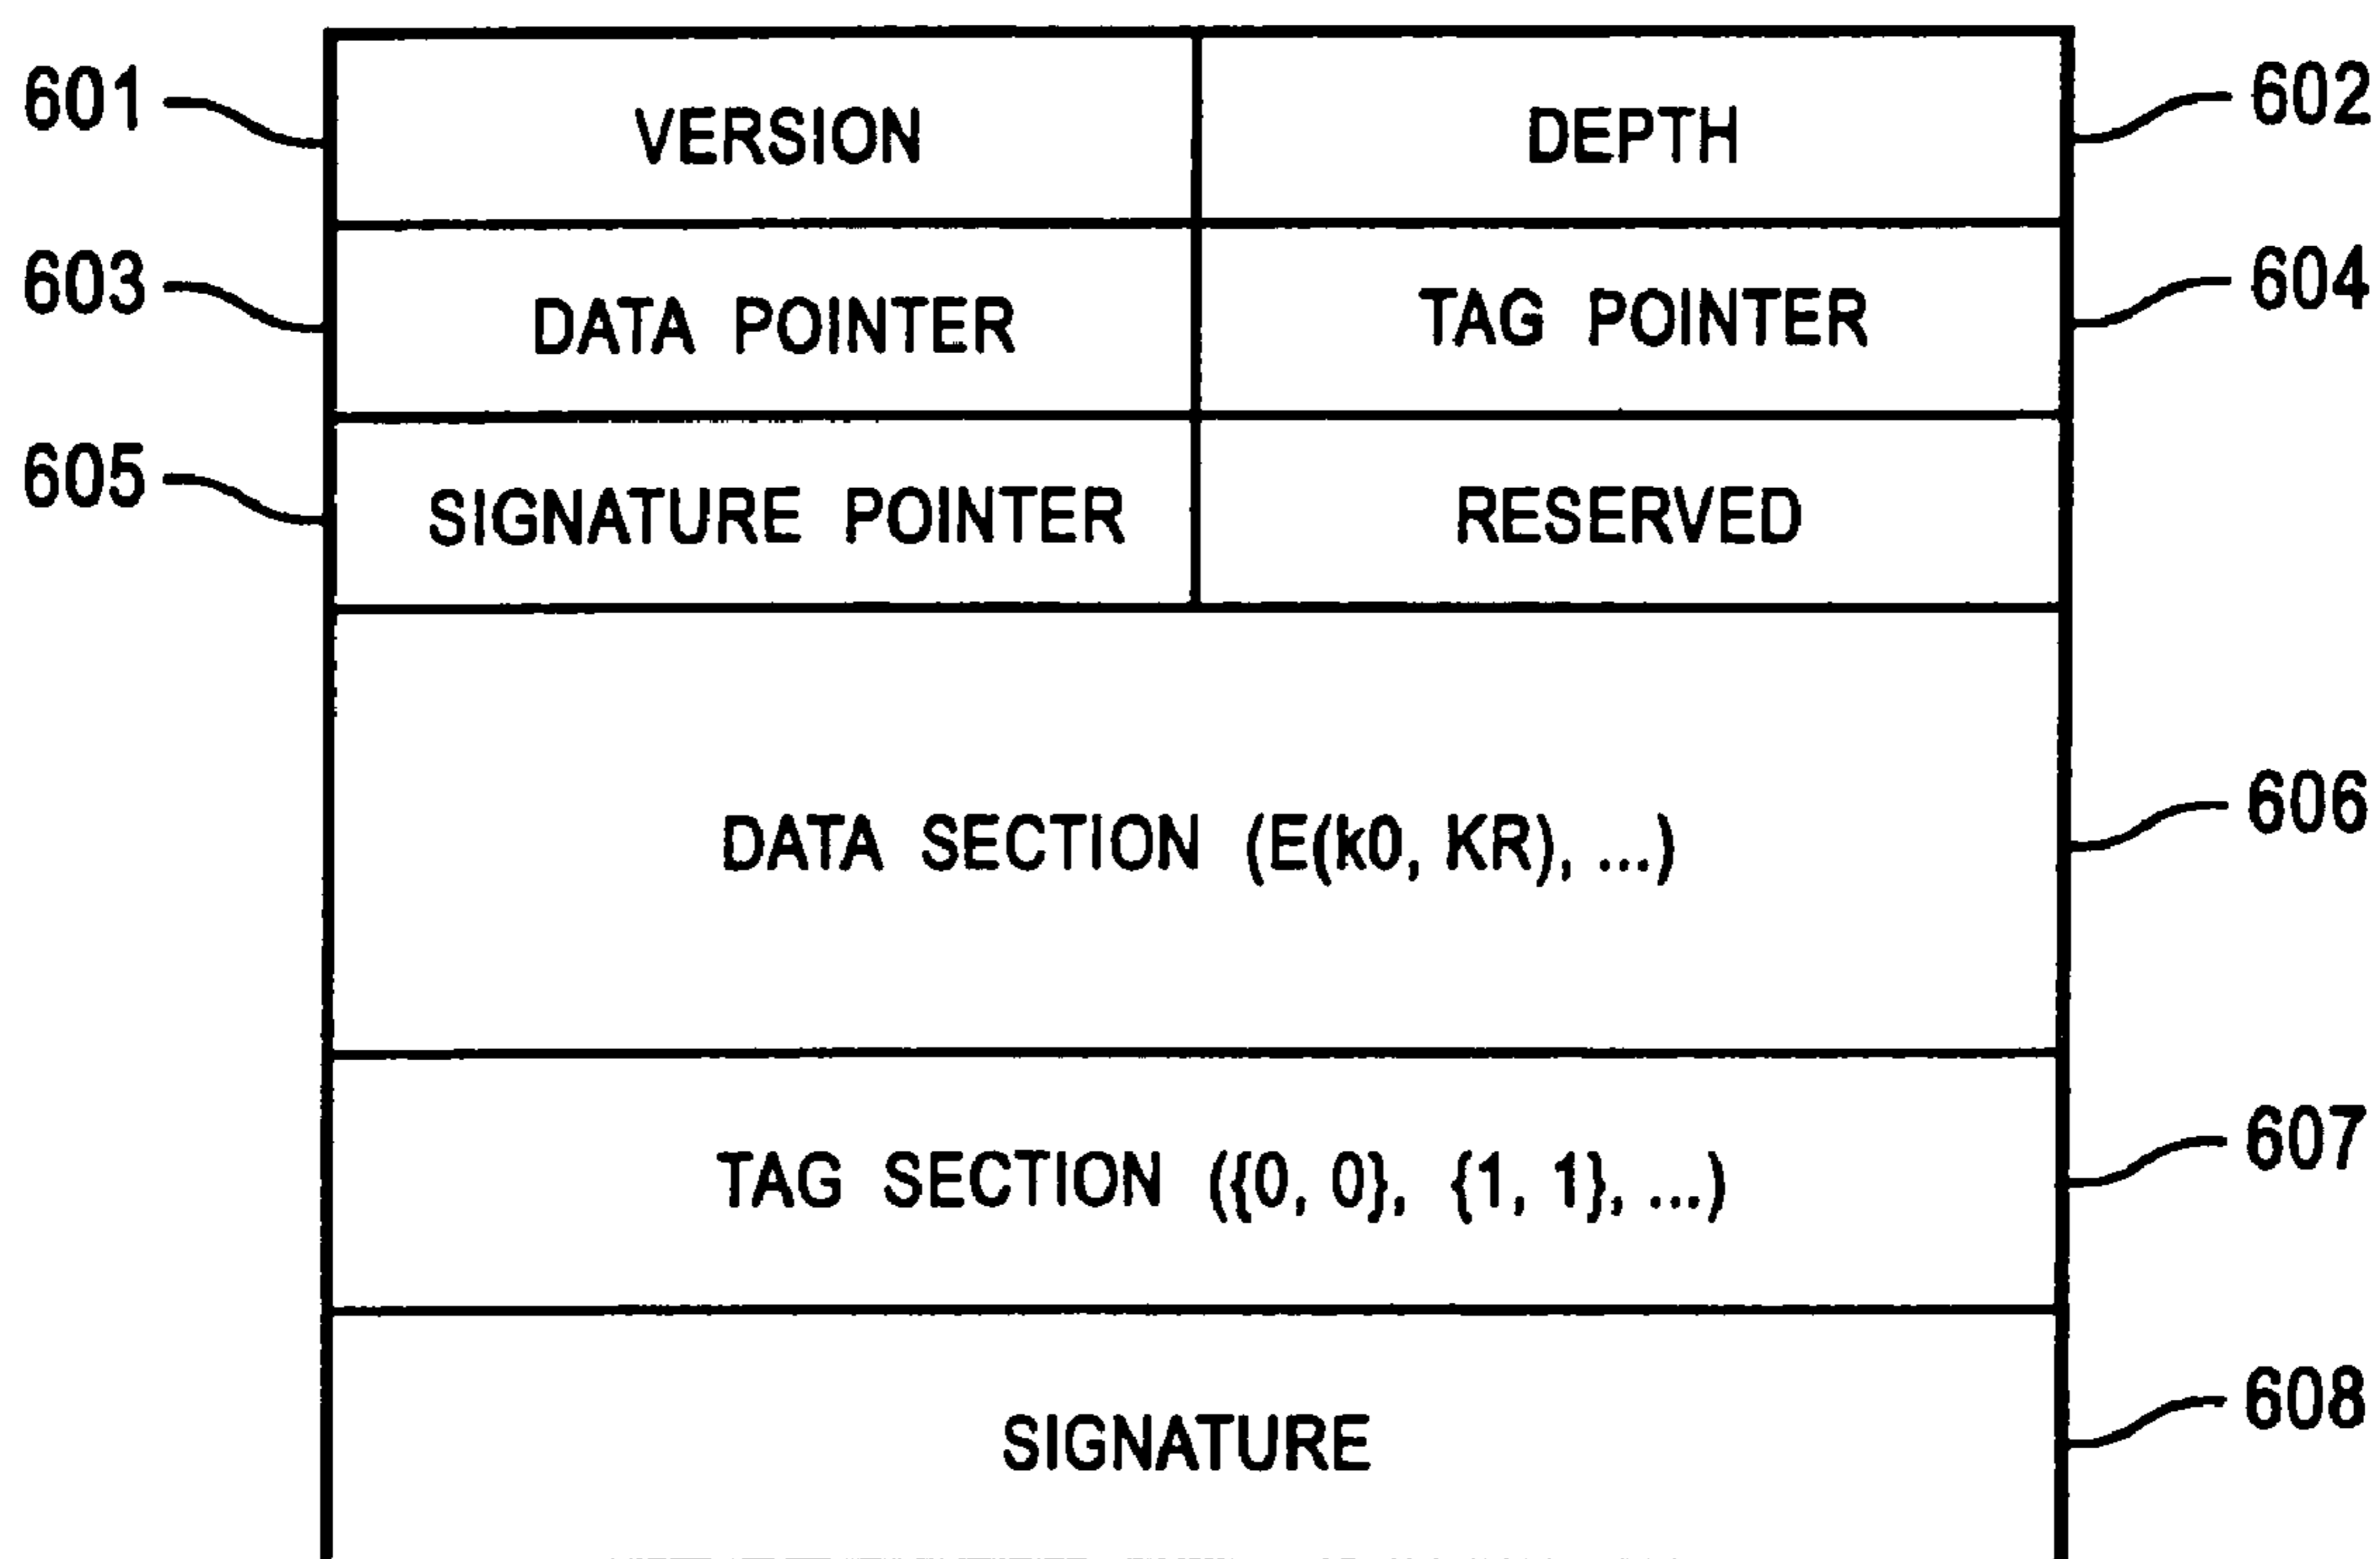 601 VERSION DEPTH 602
603 DATA POINTER TAG POINTER 604
605 SIGNATURE POINTER RESERVED
DATA SECTION (E(k0, KR), ...) 606
TAG SECTION ({0, 0}, {1, 1}, ...) 607
SIGNATURE 608